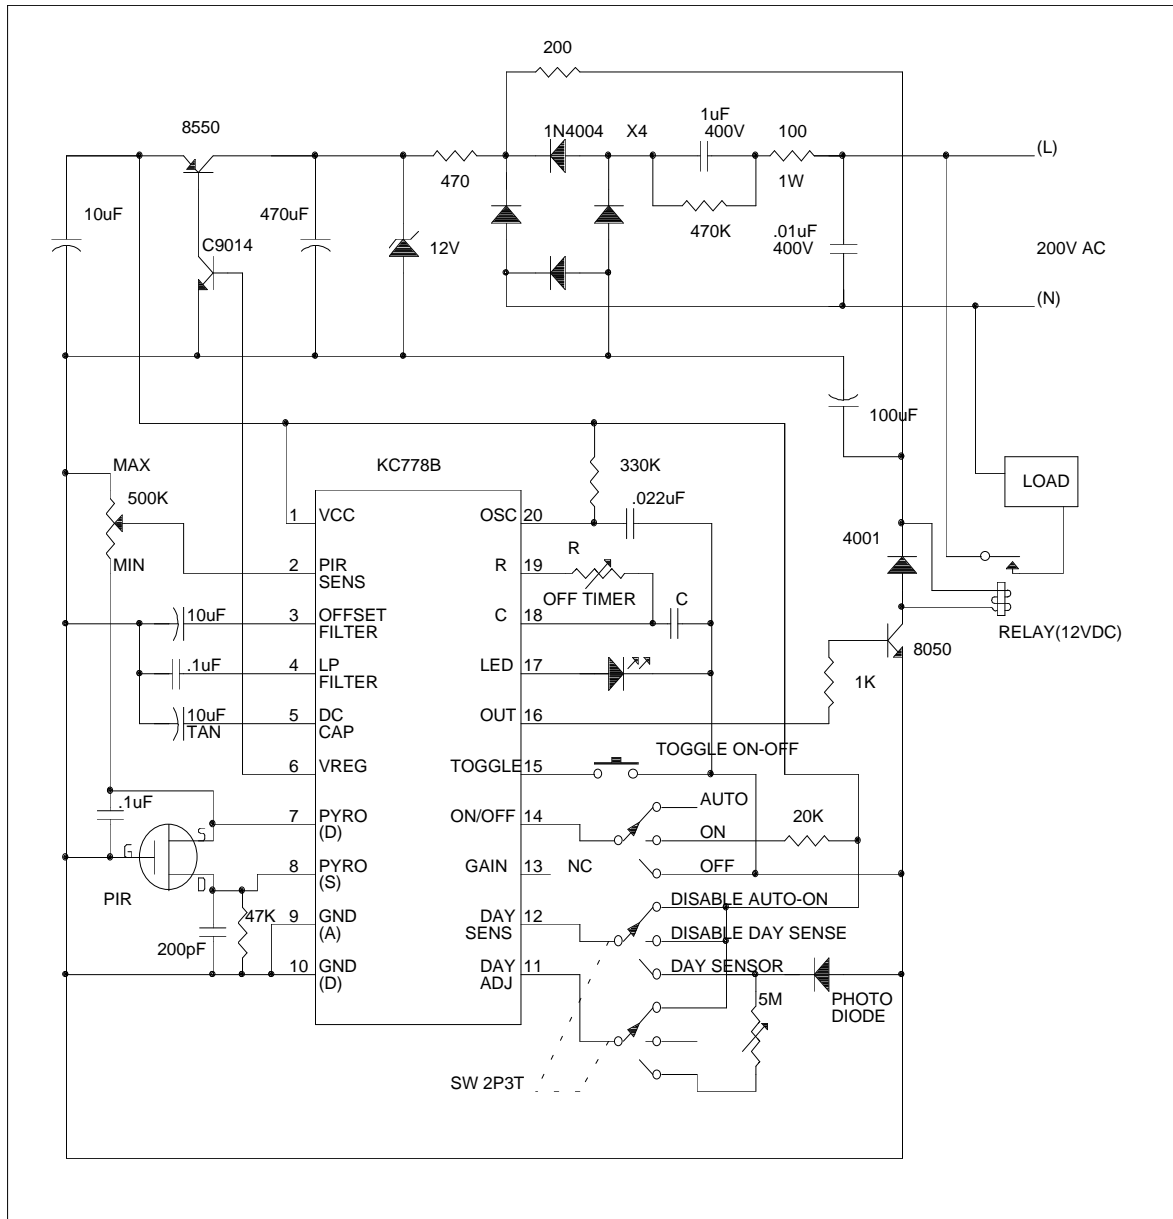 200
8550
1N4004
X4
1uF
400V
100
(L)
470
1W
10uF
470uF
C9014
12V
470K
.01uF
400V
200V AC
(N)
100uF
MAX
KC778B
330K
500K
.022uF
1
VCC
OSC
20
4001
LOAD
MIN
2
PIR
SENS
R
19
R
OFF TIMER
10uF
3
OFFSET
FILTER
C
18
C
RELAY(12VDC)
.1uF
4
LP
FILTER
LED
17
8050
1K
10uF
TAN
5
DC
CAP
OUT
16
6
VREG
TOGGLE
15
TOGGLE ON-OFF
.1uF
7
PYRO
(D)
ON/OFF
14
AUTO
ON
20K
S
G
D
PIR
8
PYRO
(S)
GAIN
13
NC
OFF
47K
200pF
9
GND
(A)
DAY
SENS
12
DISABLE AUTO-ON
DISABLE DAY SENSE
10
GND
(D)
DAY
ADJ
11
DAY SENSOR
5M
PHOTO
DIODE
SW 2P3T